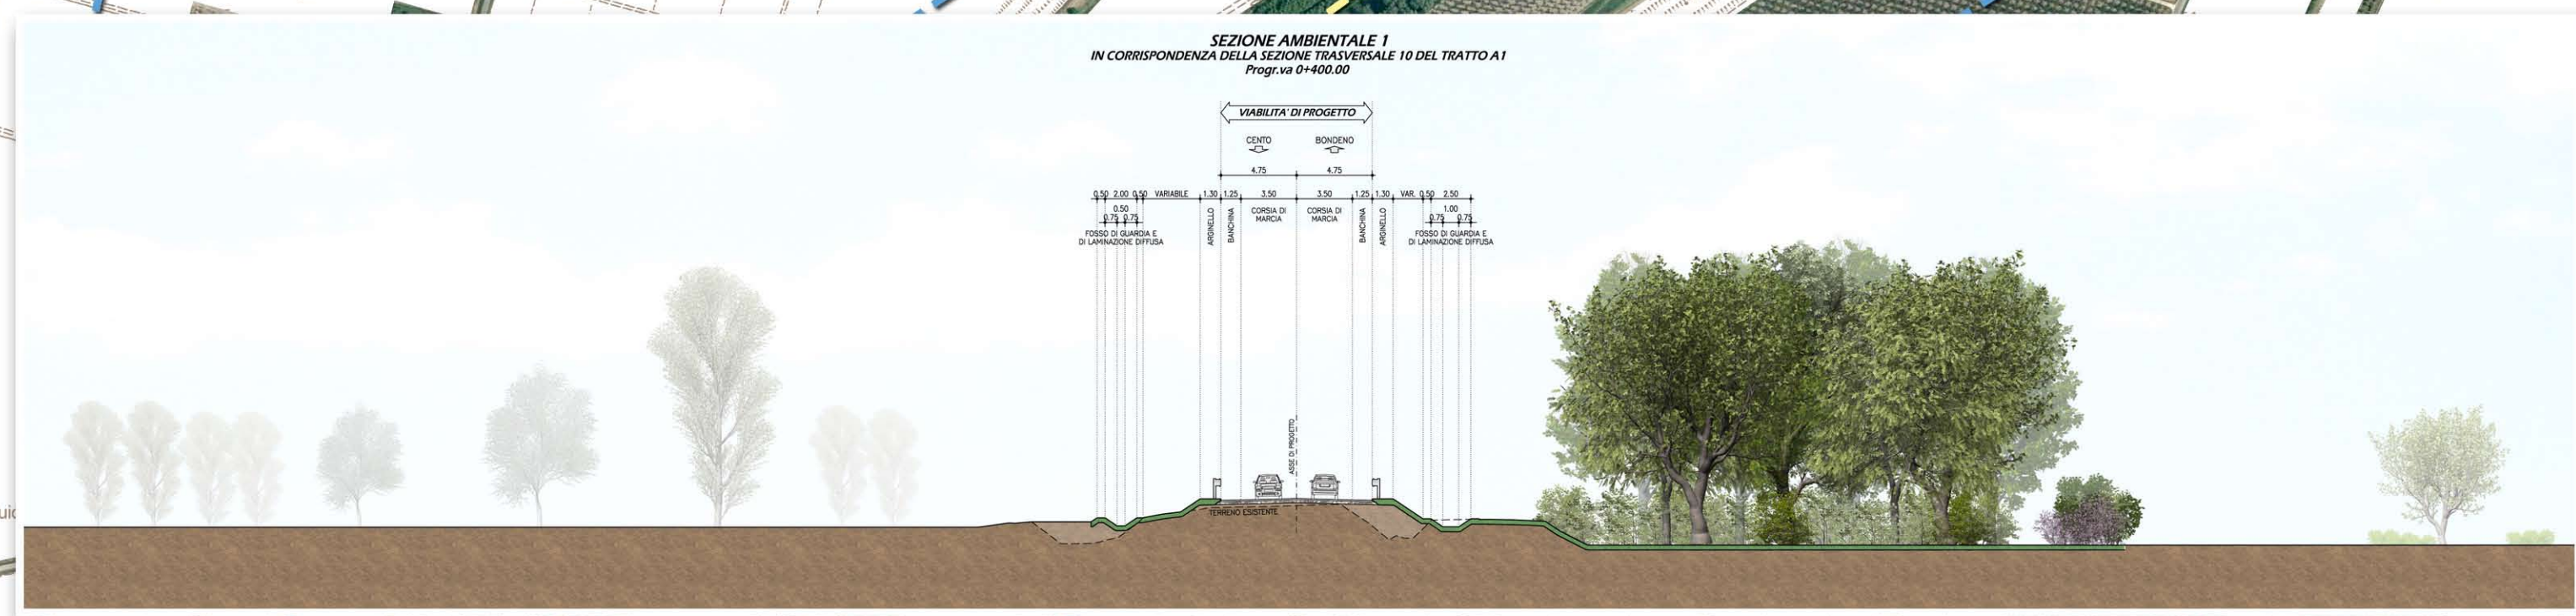 SEZIONE AMBIENTALE 1
IN CORRISPONDENZA DELLA SEZIONE TRASVERSALE 10 DEL TRATTO A1
Progr.va 0+400.00
VIABILITA' DI PROGETTO
CENTO BONDENO
4.75 4.75
0.50 2.00 0.50 VARIABILE 1.30 1.25 3.50 3.50 1.25 1.30 VAR. 0.50 2.50
0.50 1.00
0.75 0.75 0.75 0.75
ARGINELLO
BANCHINA
CORSIA DI
MARCIA
CORSIA DI
MARCIA
BANCHINA
ARGINELLO
FOSSO DI GUARDIA E
DI LAMINAZIONE DIFFUSA
FOSSO DI GUARDIA E
DI LAMINAZIONE DIFFUSA
ASSE DI PROGETTO
TERRENO ESISTENTE